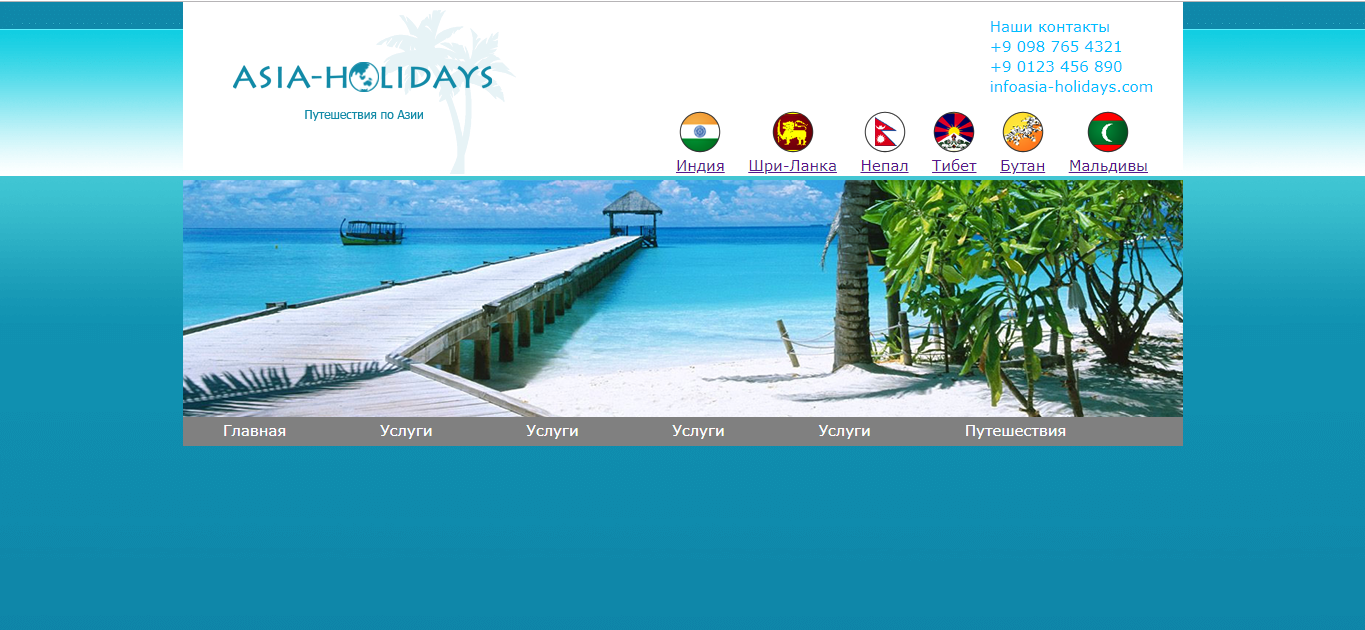 ASIA-HOLIDAYS
Путешествия по Азии
Наши контакты
+9 098 765 4321
+9 0123 456 890
infoasia-holidays.com
Индия Шри-Ланка Непал Тибет Бутан Мальдивы
Главная Услуги Услуги Услуги Услуги Путешествия